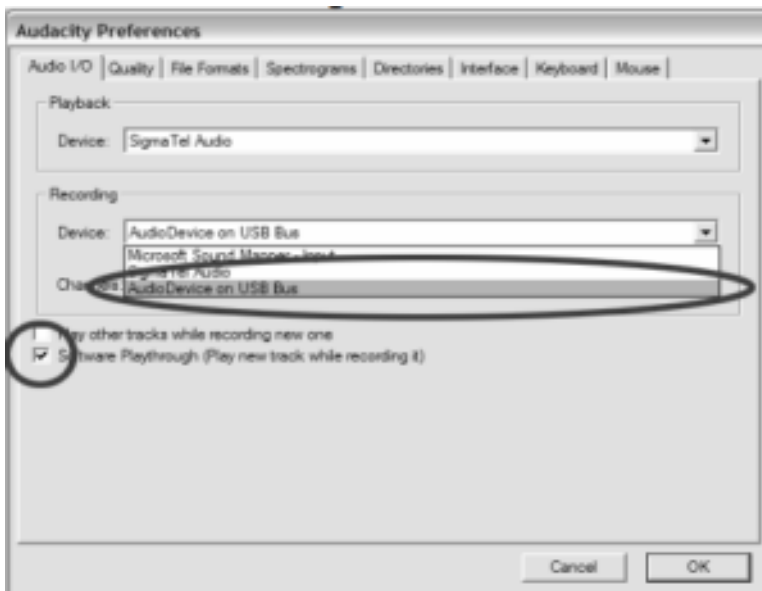 Audacity Preferences
Audio I/O Quality File Formats Spectrograms Directories Interface Keyboard Mouse
Playback
Device: SigmaTel Audio
Recording
Device: AudioDevice on USB Bus
Microsoft Sound Mapper - Input
SigmaTel Audio
Channels AudioDevice on USB Bus
Play other tracks while recording new one
Software Playthrough (Play new track while recording it)
Cancel OK